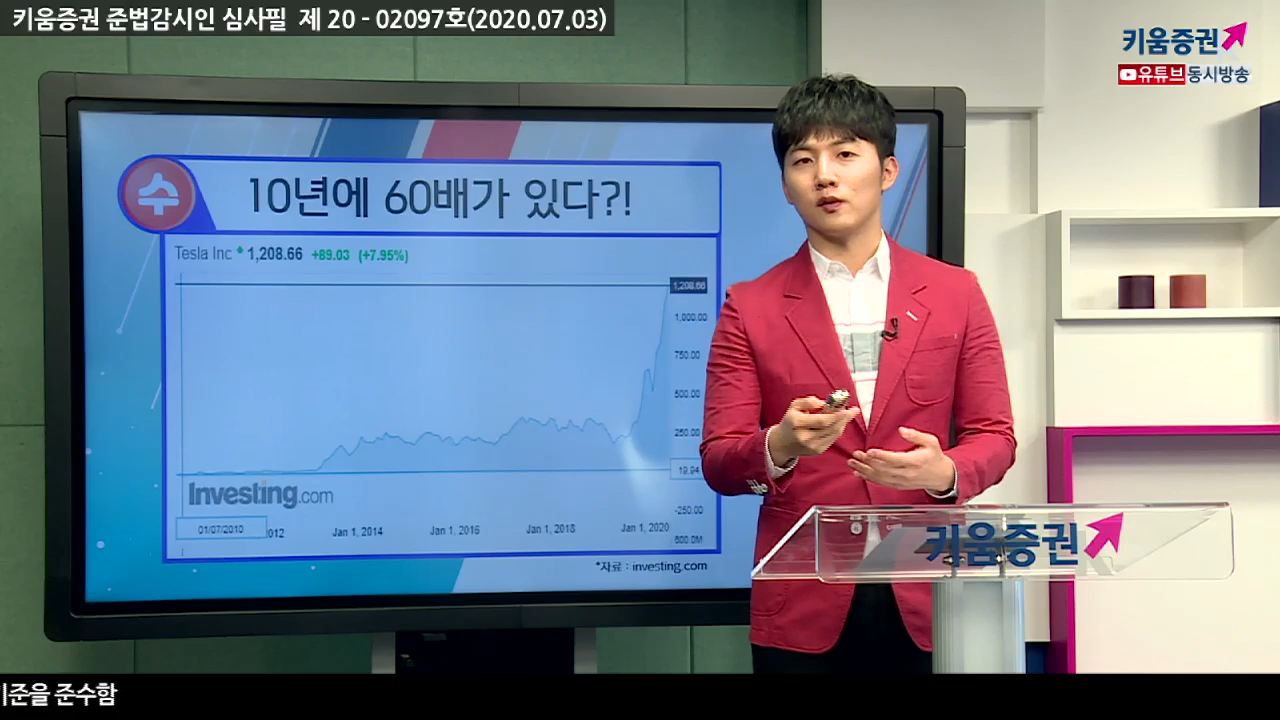 키움증권 준법감시인 심사필 제 20 - 02097호(2020.07.03)
키움증권
유튜브동시방송
수
10년에 60배가 있다?!
Tesla Inc 1,208.66 +89.03 (+7.95%)
1,208.66
1,000.00
750.00
500.00
250.00
19.94
-250.00
600.0M
Investing.com
01/07/2010
012
Jan 1, 2014
Jan 1, 2016
Jan 1, 2018
Jan 1, 2020
*자료 : investing.com
키움증권
기준을 준수함